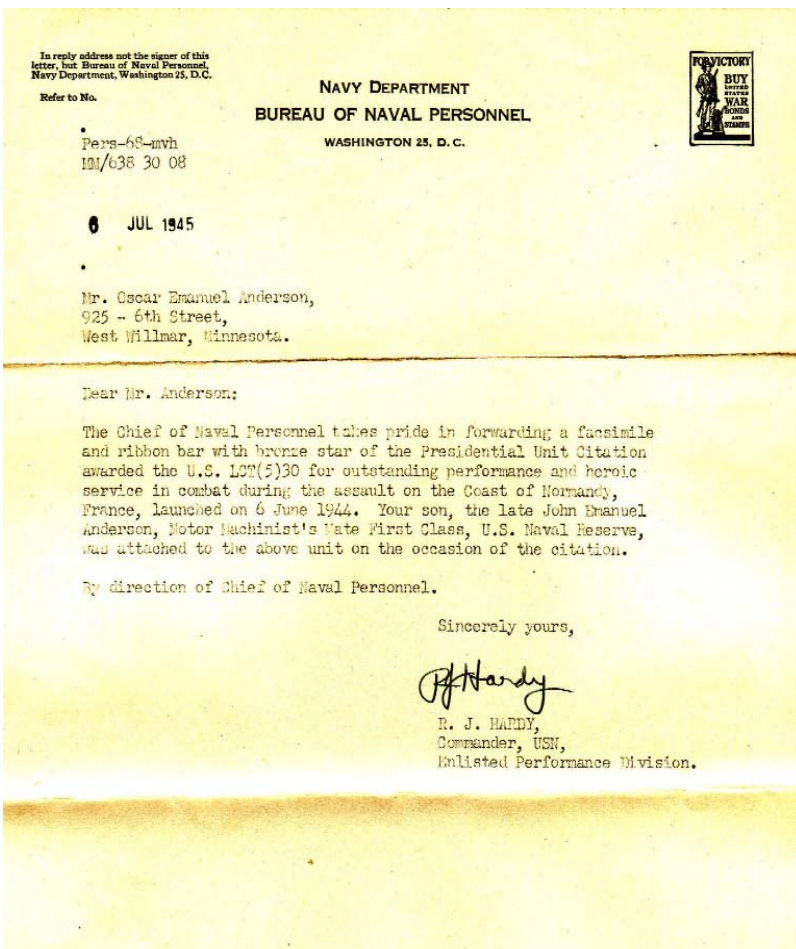 In reply address not the signer of this
letter, but Bureau of Naval Personnel,
Navy Department, Washington 25, D.C.
Refer to No.
NAVY DEPARTMENT
BUREAU OF NAVAL PERSONNEL
WASHINGTON 25, D. C.
FOR VICTORY
BUY
UNITED
STATES
WAR
BONDS
AND
STAMPS
Pers-68-mvh
MM/638 30 08
6 JUL 1945
Mr. Oscar Emanuel Anderson,
925 - 6th Street,
West Willmar, Minnesota.
Dear Mr. Anderson:
The Chief of Naval Personnel takes pride in forwarding a facsimile
and ribbon bar with bronze star of the Presidential Unit Citation
awarded the U.S. LCT(5)30 for outstanding performance and heroic
service in combat during the assault on the Coast of Normandy,
France, launched on 6 June 1944. Your son, the late John Emanuel
Anderson, Motor Machinist's Mate First Class, U.S. Naval Reserve,
was attached to the above unit on the occasion of the citation.
By direction of Chief of Naval Personnel.
Sincerely yours,
RJ Hardy
R. J. HARDY,
Commander, USN,
Enlisted Performance Division.